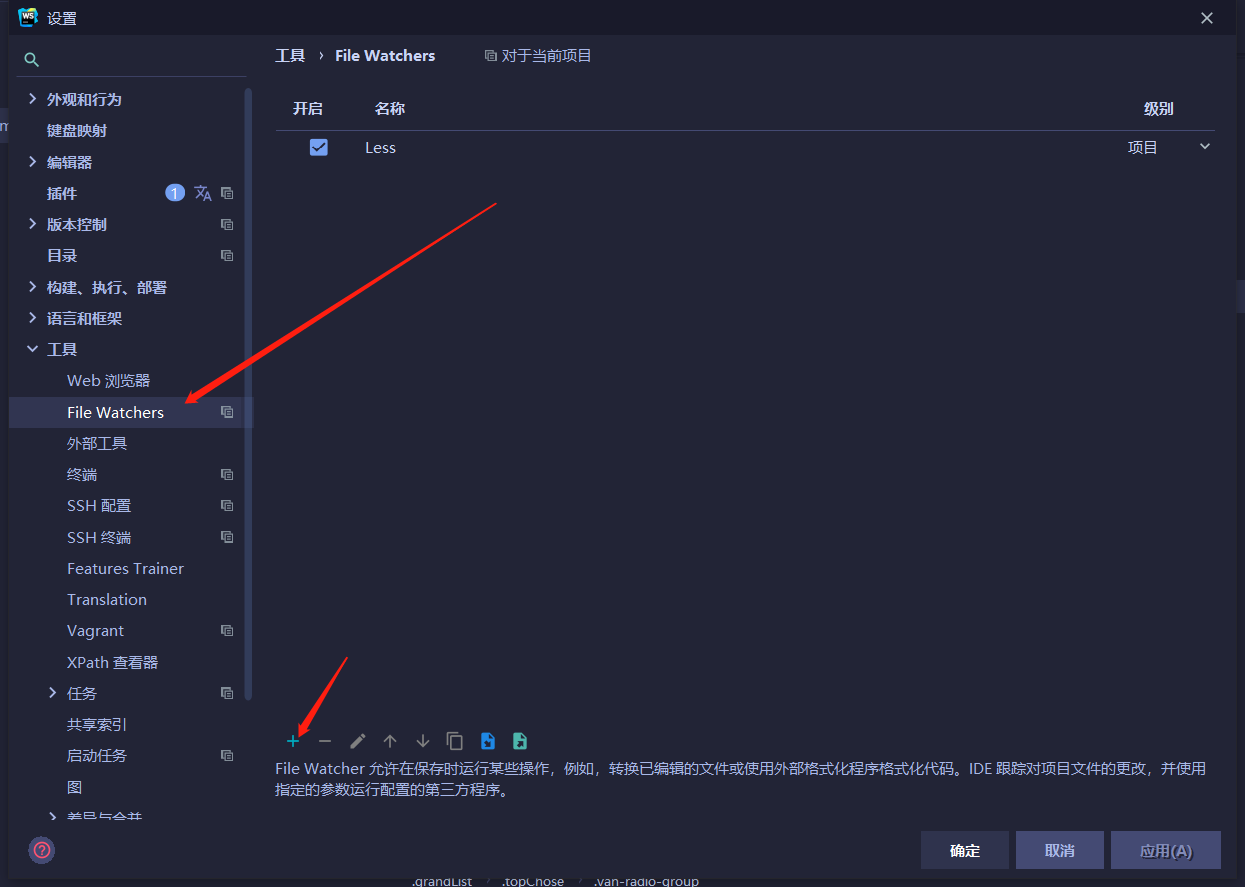 WS 设置
工具 › File Watchers 对于当前项目
外观和行为
键盘映射
编辑器
插件 1
版本控制
目录
构建、执行、部署
语言和框架
工具
Web 浏览器
File Watchers
外部工具
终端
SSH 配置
SSH 终端
Features Trainer
Translation
Vagrant
XPath 查看器
任务
共享索引
启动任务
图
差异与合并
开启 名称 级别
Less 项目
File Watcher 允许在保存时运行某些操作，例如，转换已编辑的文件或使用外部格式化程序格式化代码。IDE 跟踪对项目文件的更改，并使用
指定的参数运行配置的第三方程序。
?
确定 取消 应用(A)
.grandList .topChose .van-radio-group